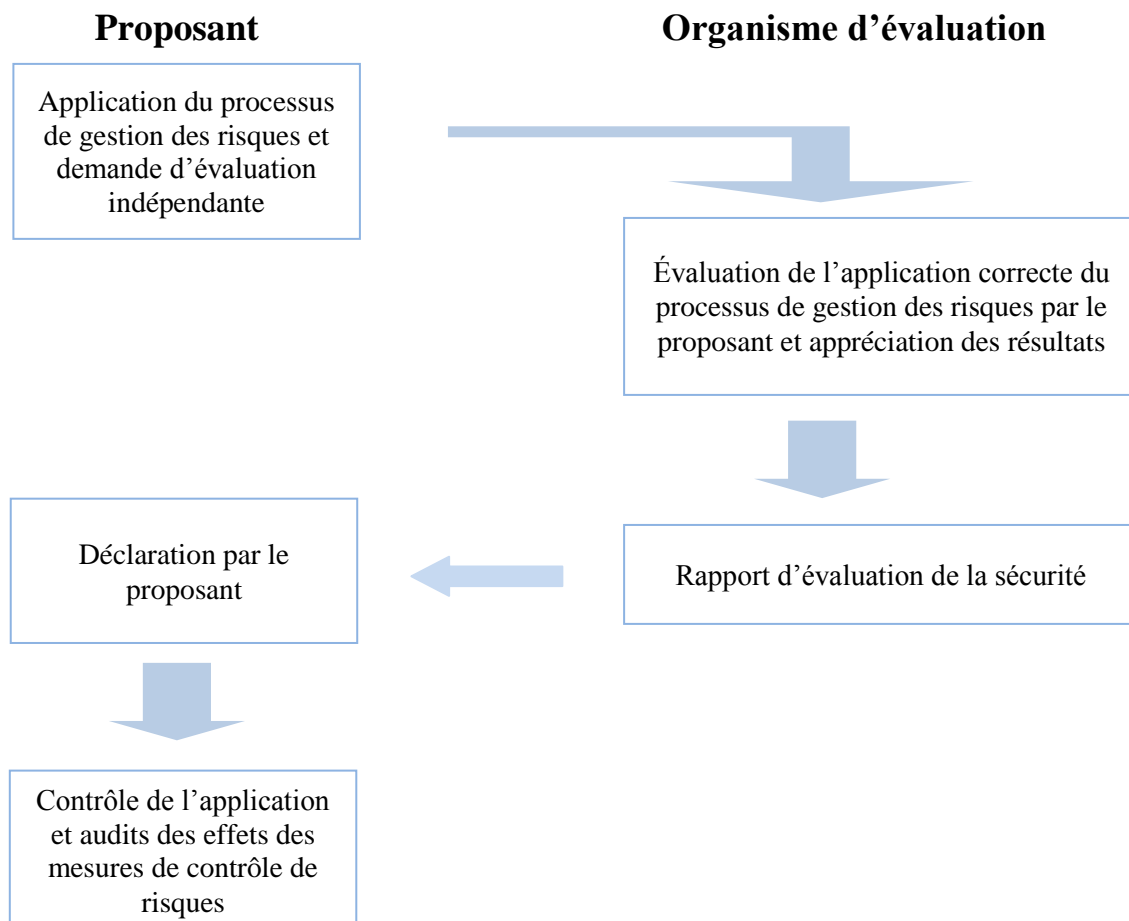 Proposant
Organisme d’évaluation
Application du processus
de gestion des risques et
demande d’évaluation
indépendante
Évaluation de l’application correcte du
processus de gestion des risques par le
proposant et appréciation des résultats
Rapport d’évaluation de la sécurité
Déclaration par le
proposant
Contrôle de l’application
et audits des effets des
mesures de contrôle de
risques